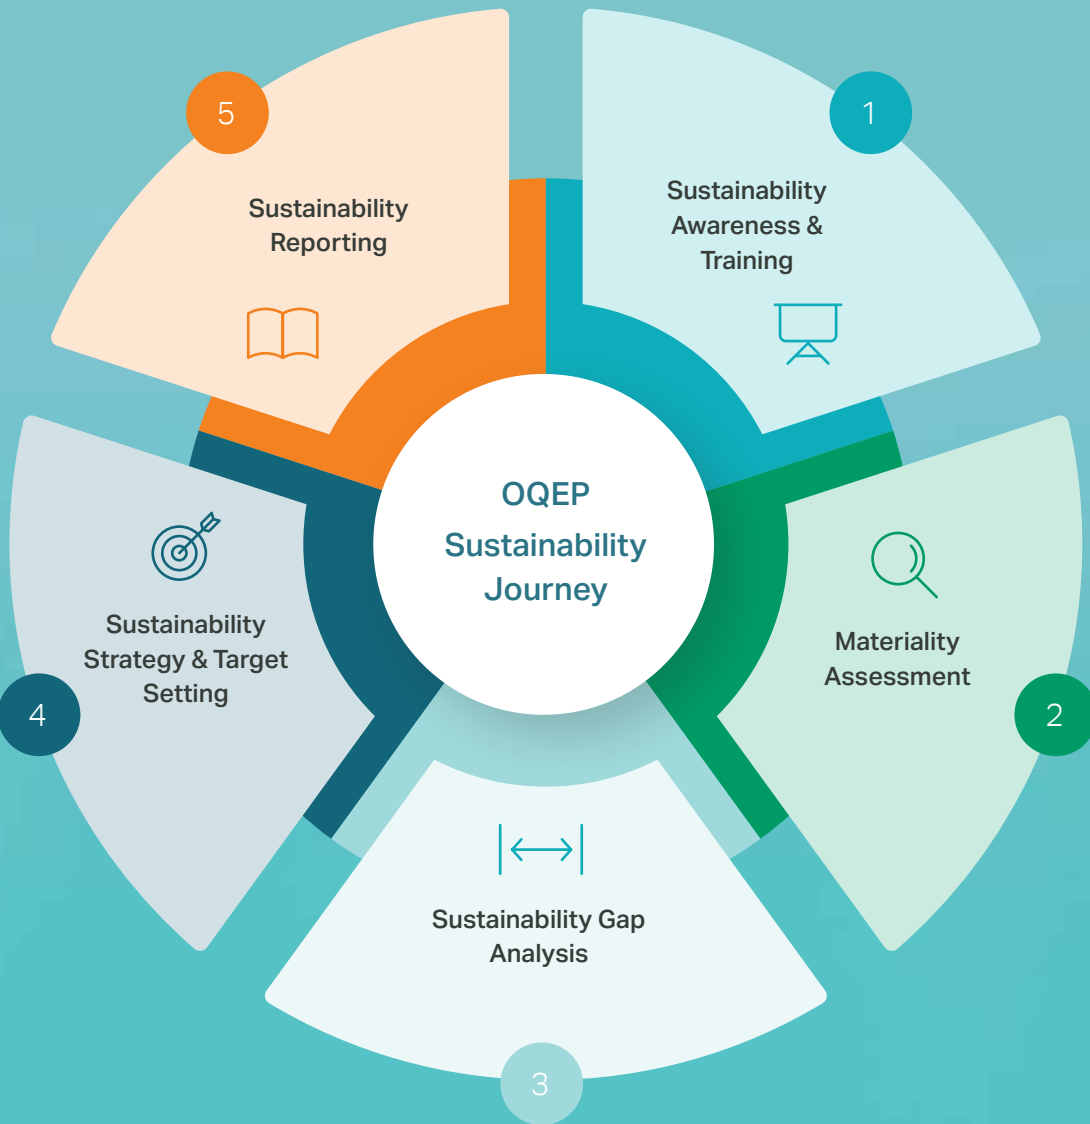 OQEP
Sustainability
Journey
1
Sustainability
Awareness &
Training
2
Materiality
Assessment
3
Sustainability Gap
Analysis
4
Sustainability
Strategy & Target
Setting
5
Sustainability
Reporting